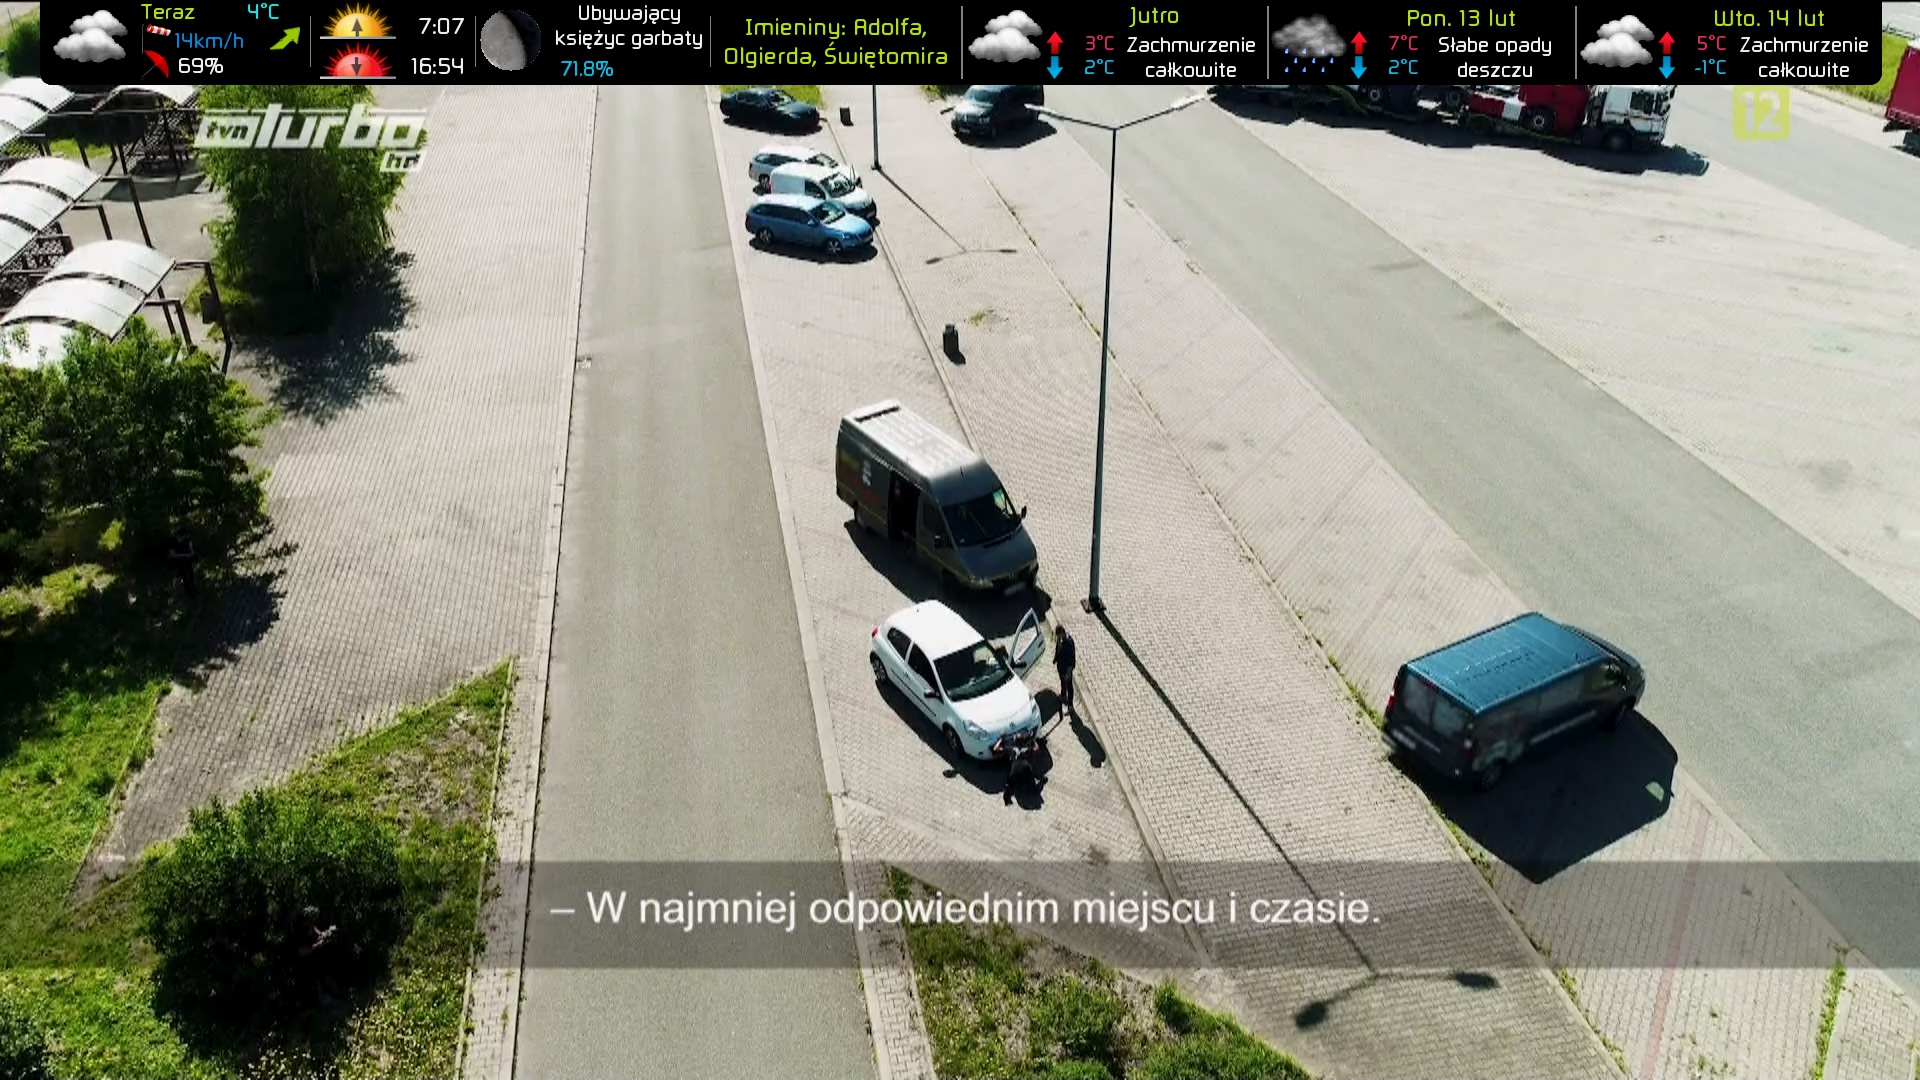 Teraz 4°C
14km/h
69%
7:07
16:54
Ubywający
księżyc garbaty
71.8%
Imieniny: Adolfa,
Olgierda, Świętomira
Jutro
3°C Zachmurzenie
2°C całkowite
Pon. 13 lut
7°C Słabe opady
2°C deszczu
Wto. 14 lut
5°C Zachmurzenie
-1°C całkowite
tvn turbo
hd
12
– W najmniej odpowiednim miejscu i czasie.